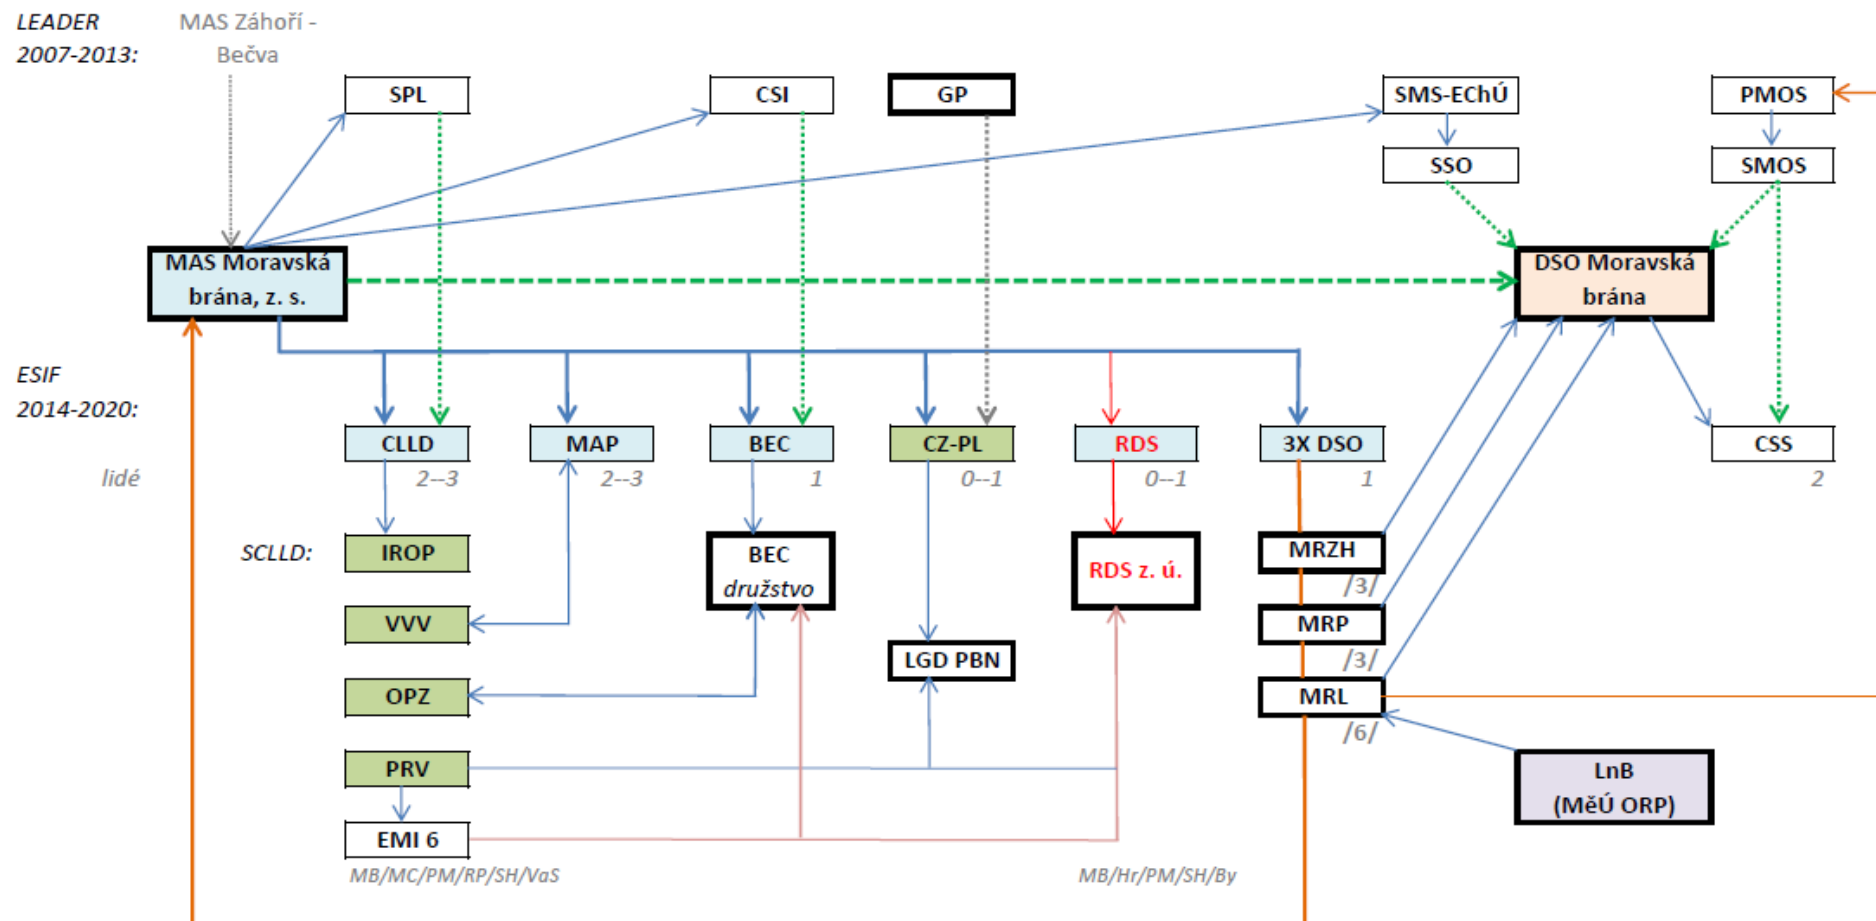 LEADER
2007-2013:
MAS Záhoří -
Bečva
SPL
CSI
GP
SMS-EChÚ
PMOS
SSO
SMOS
MAS Moravská
brána, z. s.
DSO Moravská
brána
ESIF
2014-2020:
CLLD
MAP
BEC
CZ-PL
RDS
3X DSO
CSS
lidé
2--3
2--3
1
0--1
0--1
1
2
SCLLD:
IROP
BEC
družstvo
RDS z. ú.
MRZH
/3/
VVV
MRP
/3/
LGD PBN
OPZ
MRL
/6/
PRV
LnB
(MěÚ ORP)
EMI 6
MB/MC/PM/RP/SH/VaS
MB/Hr/PM/SH/By